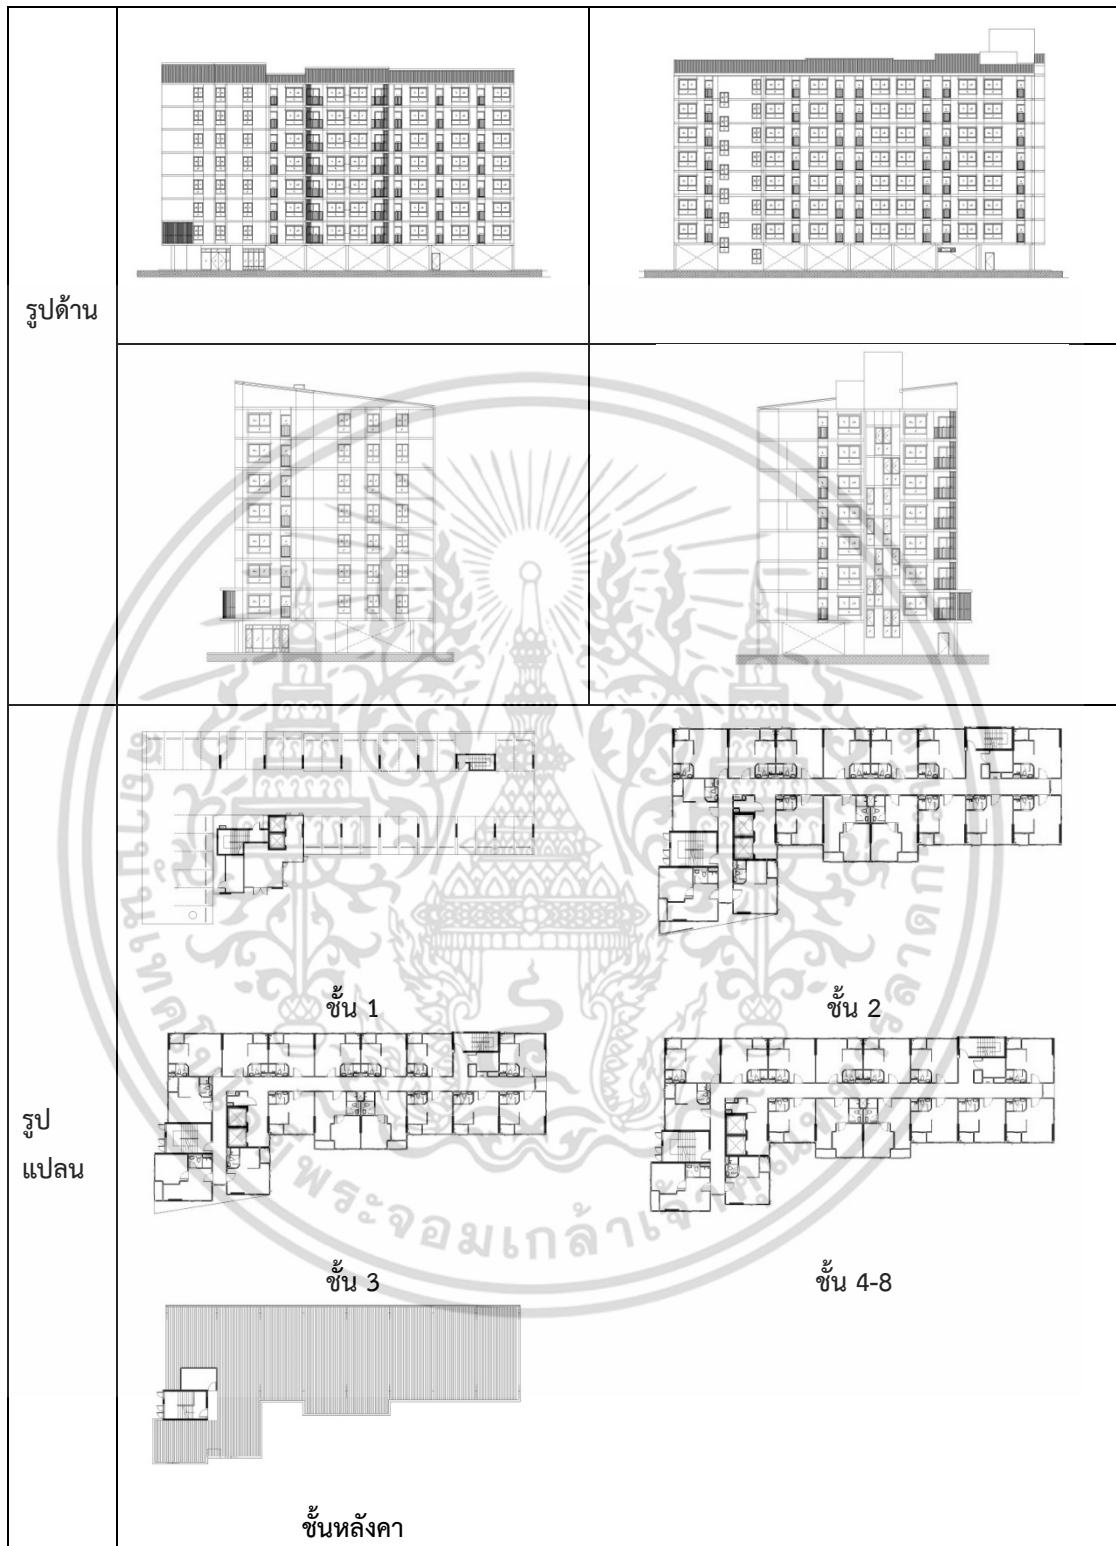 รูปด้าน
ชั้น 1
ชั้น 2
รูป
แปลน
ชั้น 3
ชั้น 4-8
ชั้นหลังคา